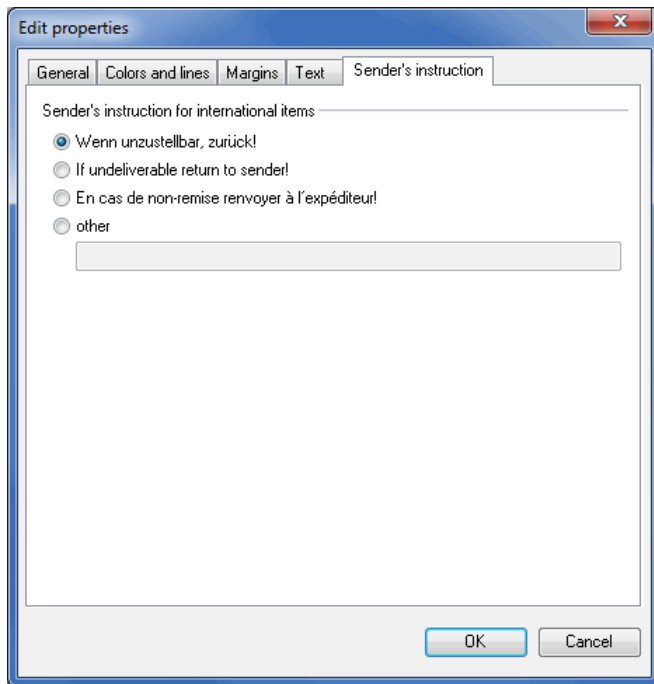 Edit properties
General Colors and lines Margins Text Sender's instruction
Sender's instruction for international items
Wenn unzustellbar, zurück!
If undeliverable return to sender!
En cas de non-remise renvoyer à l´expéditeur!
other
OK Cancel